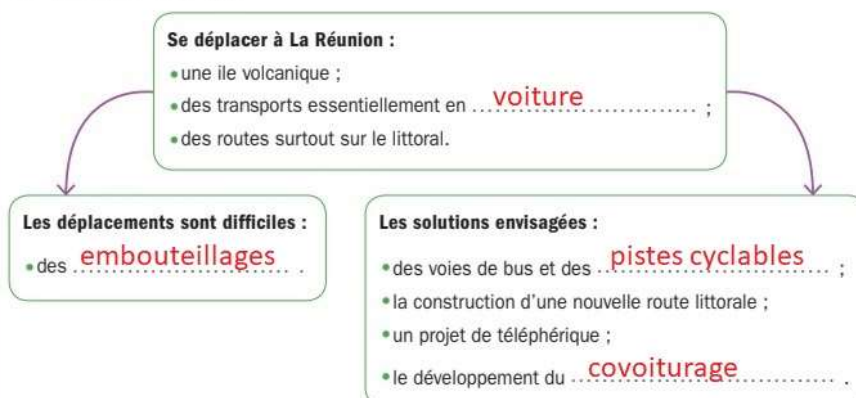 Se déplacer à La Réunion :
• une ile volcanique ;
• des transports essentiellement en voiture ;
• des routes surtout sur le littoral.
Les déplacements sont difficiles :
• des embouteillages .
Les solutions envisagées :
• des voies de bus et des pistes cyclables ;
• la construction d'une nouvelle route littorale ;
• un projet de téléphérique ;
• le développement du covoiturage .